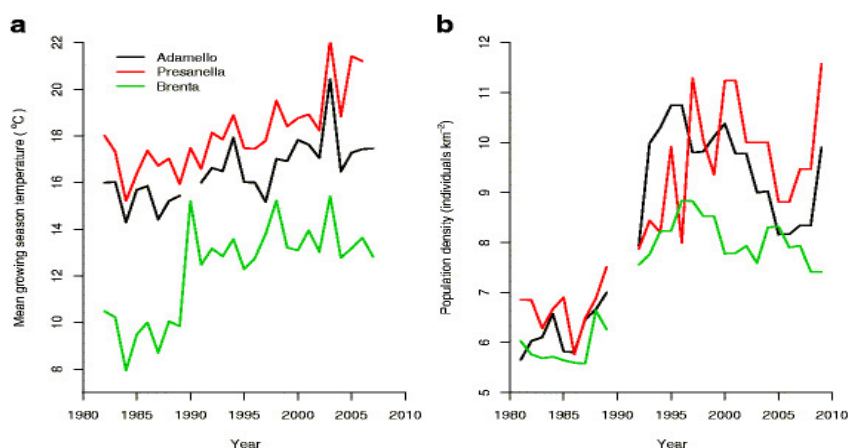 a
22
20
18
16
14
12
10
8
Mean growing season temperature (°C)
Adamello
Presanella
Brenta
1980 1985 1990 1995 2000 2005 2010
Year
b
12
11
10
9
8
7
6
5
Population density (individuals km⁻²)
1980 1985 1990 1995 2000 2005 2010
Year